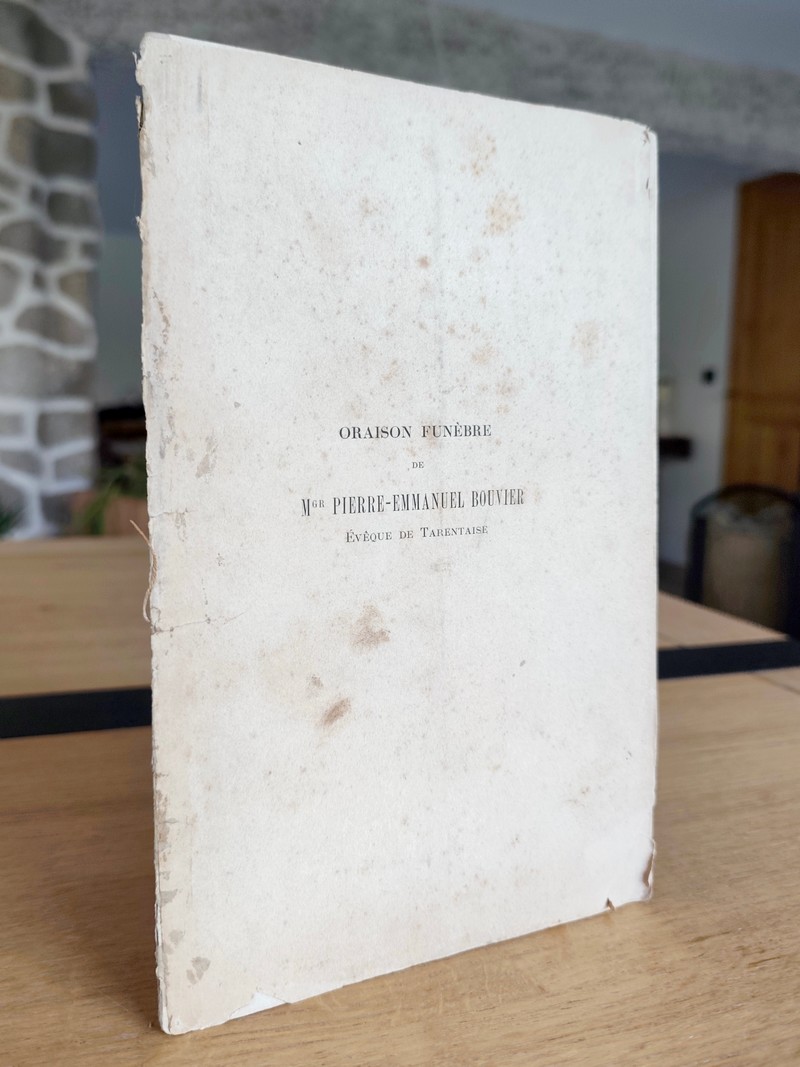 ORAISON FUNÈBRE
DE
MGR PIERRE-EMMANUEL BOUVIER
ÉVÊQUE DE TARENTAISE